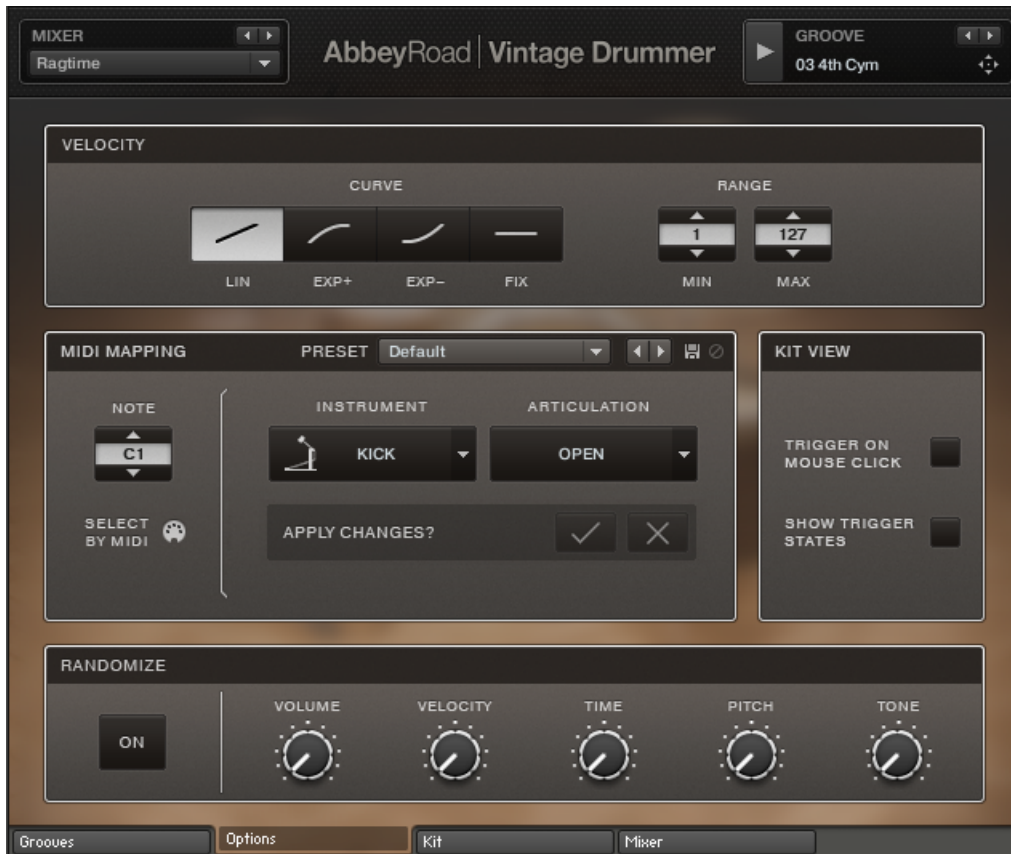 MIXER
Ragtime
AbbeyRoad | Vintage Drummer
GROOVE
03 4th Cym
VELOCITY
CURVE
RANGE
1
127
LIN
EXP+
EXP–
FIX
MIN
MAX
MIDI MAPPING
PRESET
Default
KIT VIEW
NOTE
INSTRUMENT
ARTICULATION
C1
KICK
OPEN
TRIGGER ON
MOUSE CLICK
SELECT
BY MIDI
APPLY CHANGES?
SHOW TRIGGER
STATES
RANDOMIZE
ON
VOLUME
VELOCITY
TIME
PITCH
TONE
Grooves
Options
Kit
Mixer